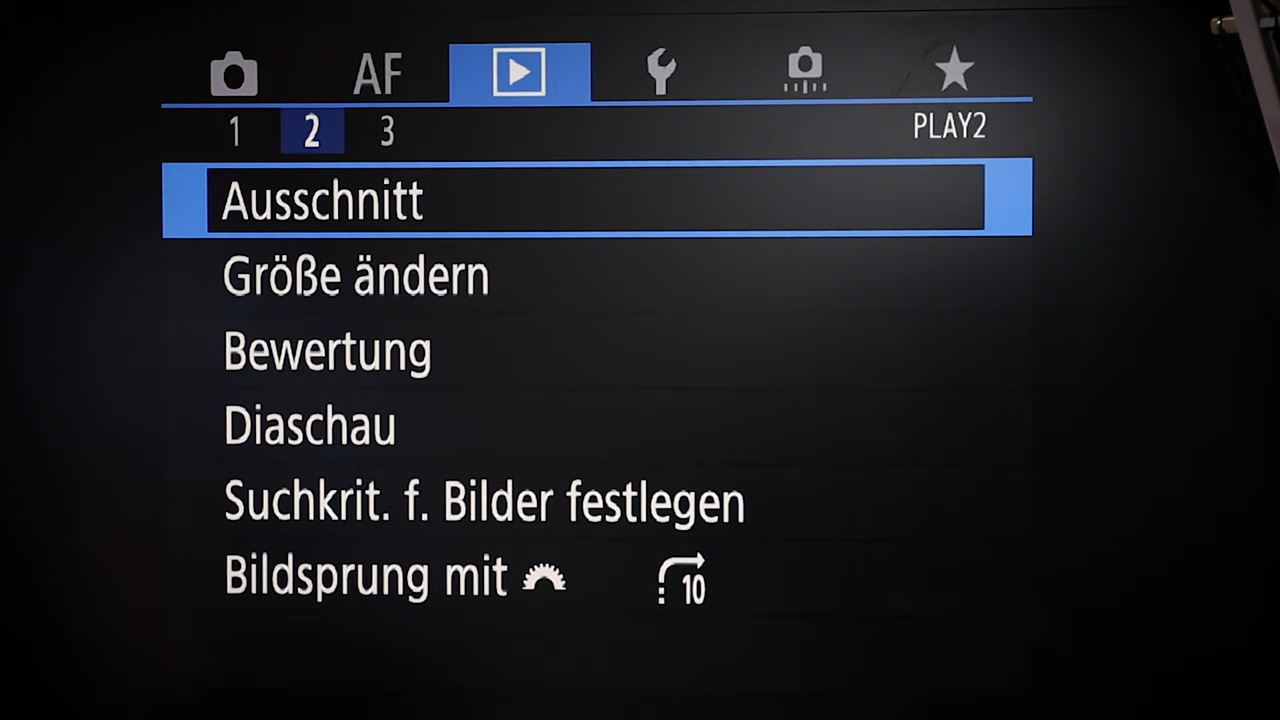 AF
1 2 3 PLAY2
Ausschnitt
Größe ändern
Bewertung
Diaschau
Suchkrit. f. Bilder festlegen
Bildsprung mit 10